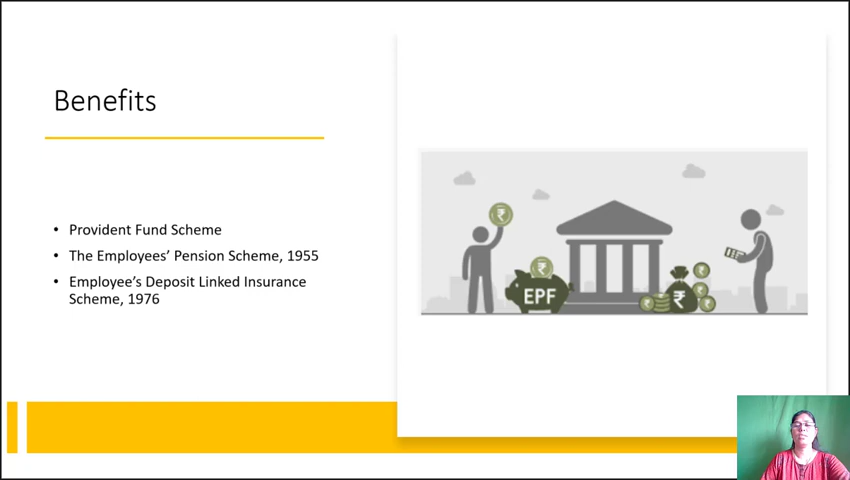 Benefits
• Provident Fund Scheme
• The Employees’ Pension Scheme, 1955
• Employee’s Deposit Linked Insurance
Scheme, 1976
₹
₹
EPF
₹
₹
₹
₹
₹
₹